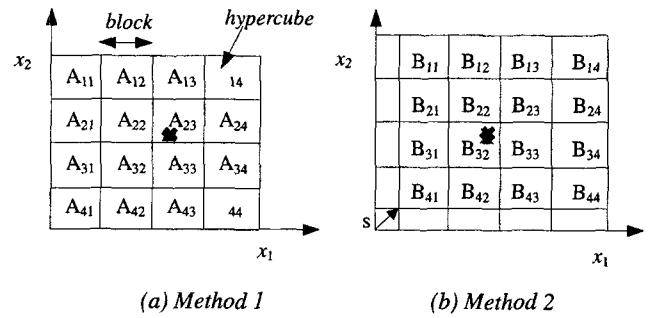 block hypercube
x2 x2
A11 A12 A13 14 B11 B12 B13 B14
A21 A22 A23 A24 B21 B22 B23 B24
A31 A32 A33 A34 B31 B32 B33 B34
A41 A42 A43 44 B41 B42 B43 B44
s
x1 x1
(a) Method 1 (b) Method 2